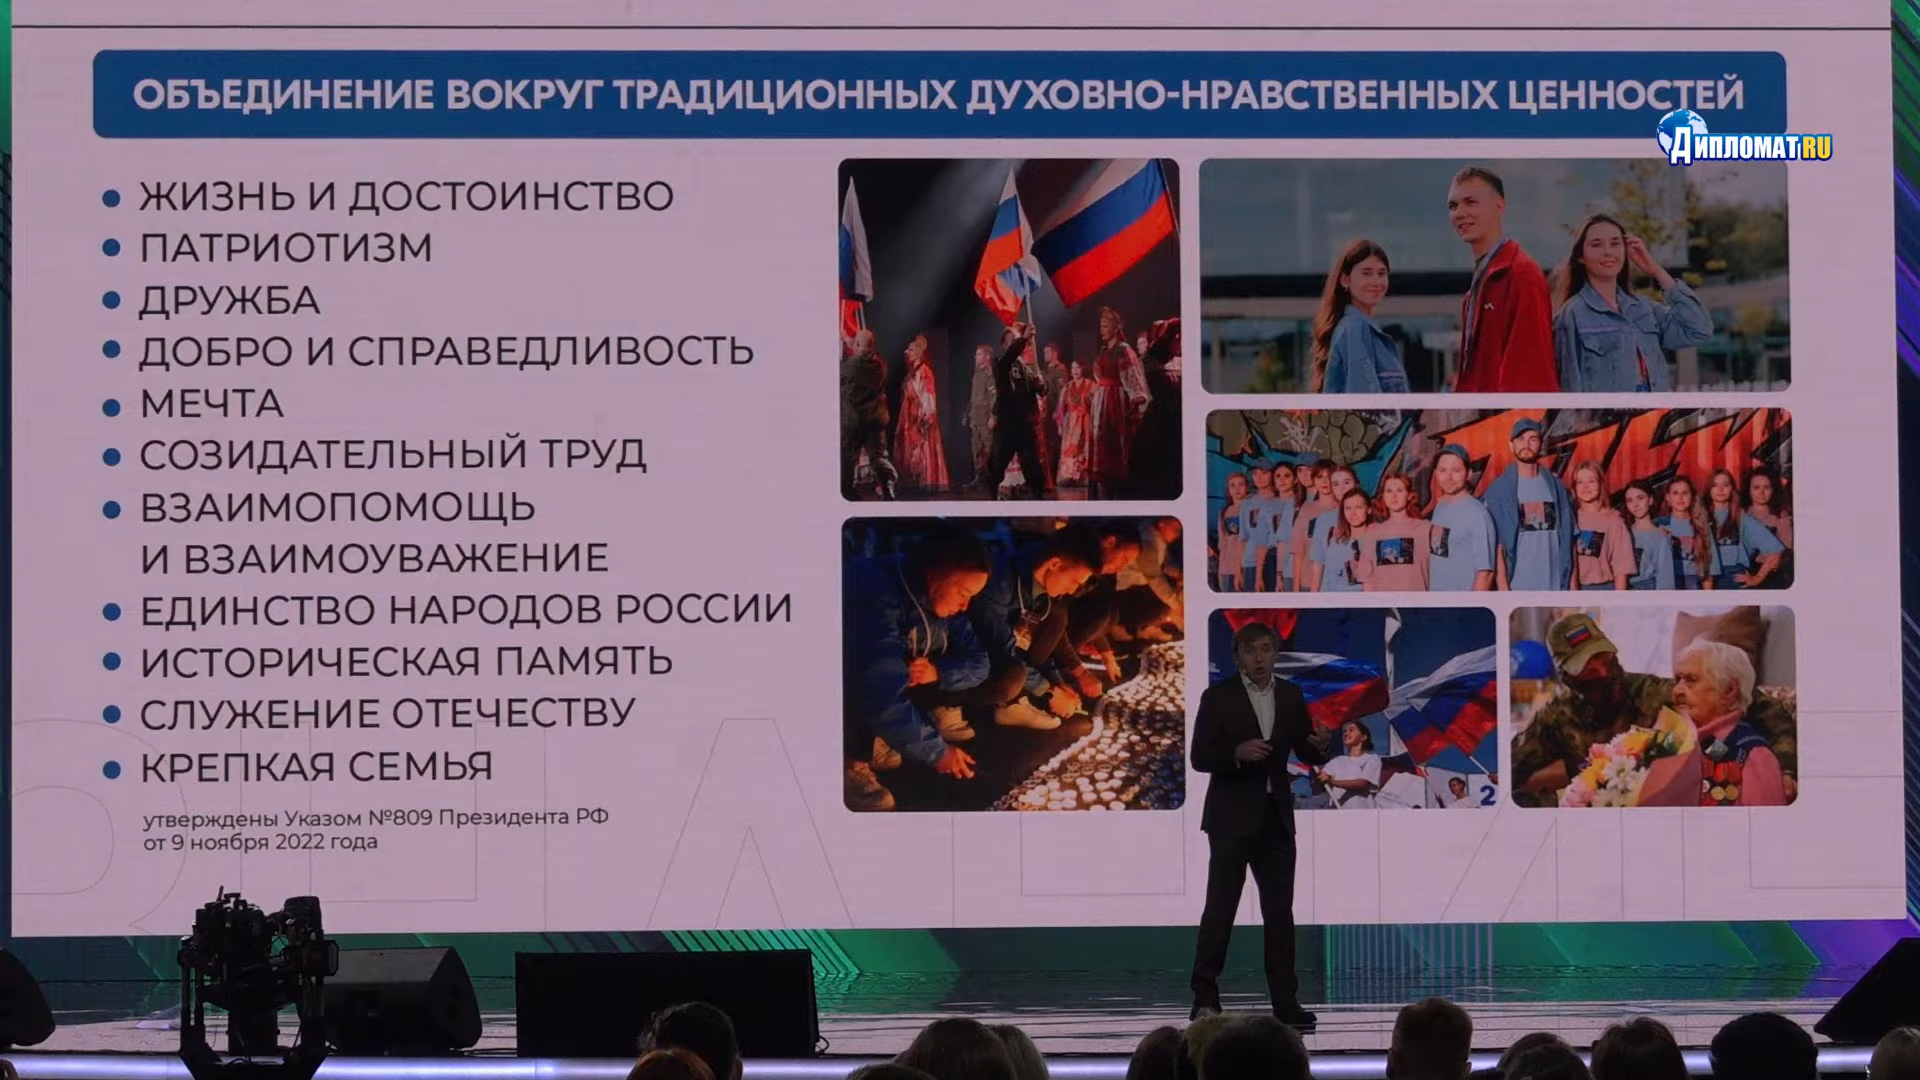 ОБЪЕДИНЕНИЕ ВОКРУГ ТРАДИЦИОННЫХ ДУХОВНО-НРАВСТВЕННЫХ ЦЕННОСТЕЙ
ДИПЛОМАТ.RU
• ЖИЗНЬ И ДОСТОИНСТВО
• ПАТРИОТИЗМ
• ДРУЖБА
• ДОБРО И СПРАВЕДЛИВОСТЬ
• МЕЧТА
• СОЗИДАТЕЛЬНЫЙ ТРУД
• ВЗАИМОПОМОЩЬ
И ВЗАИМОУВАЖЕНИЕ
• ЕДИНСТВО НАРОДОВ РОССИИ
• ИСТОРИЧЕСКАЯ ПАМЯТЬ
• СЛУЖЕНИЕ ОТЕЧЕСТВУ
• КРЕПКАЯ СЕМЬЯ
утверждены Указом №809 Президента РФ
от 9 ноября 2022 года
2